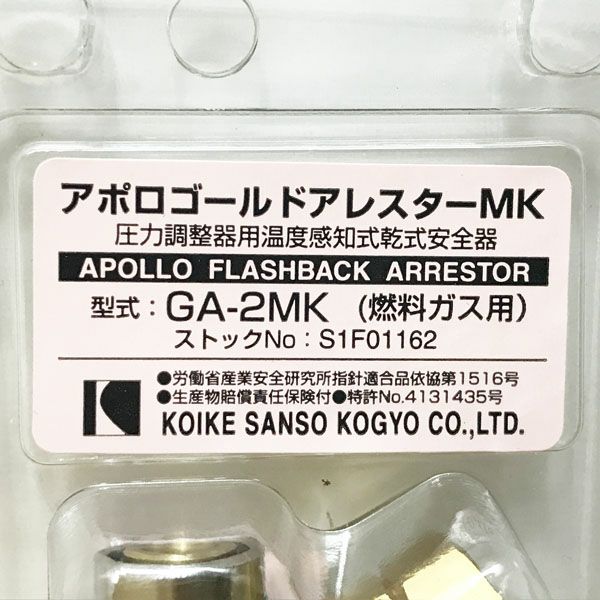 アポロゴールドアレスターMK
圧力調整器用温度感知式乾式安全器
APOLLO FLASHBACK ARRESTOR
型式：GA-2MK （燃料ガス用）
ストックNo：S1F01162
●労働省産業安全研究所指針適合品依協第1516号
●生産物賠償責任保険付●特許No.4131435号
KOIKE SANSO KOGYO CO.,LTD.